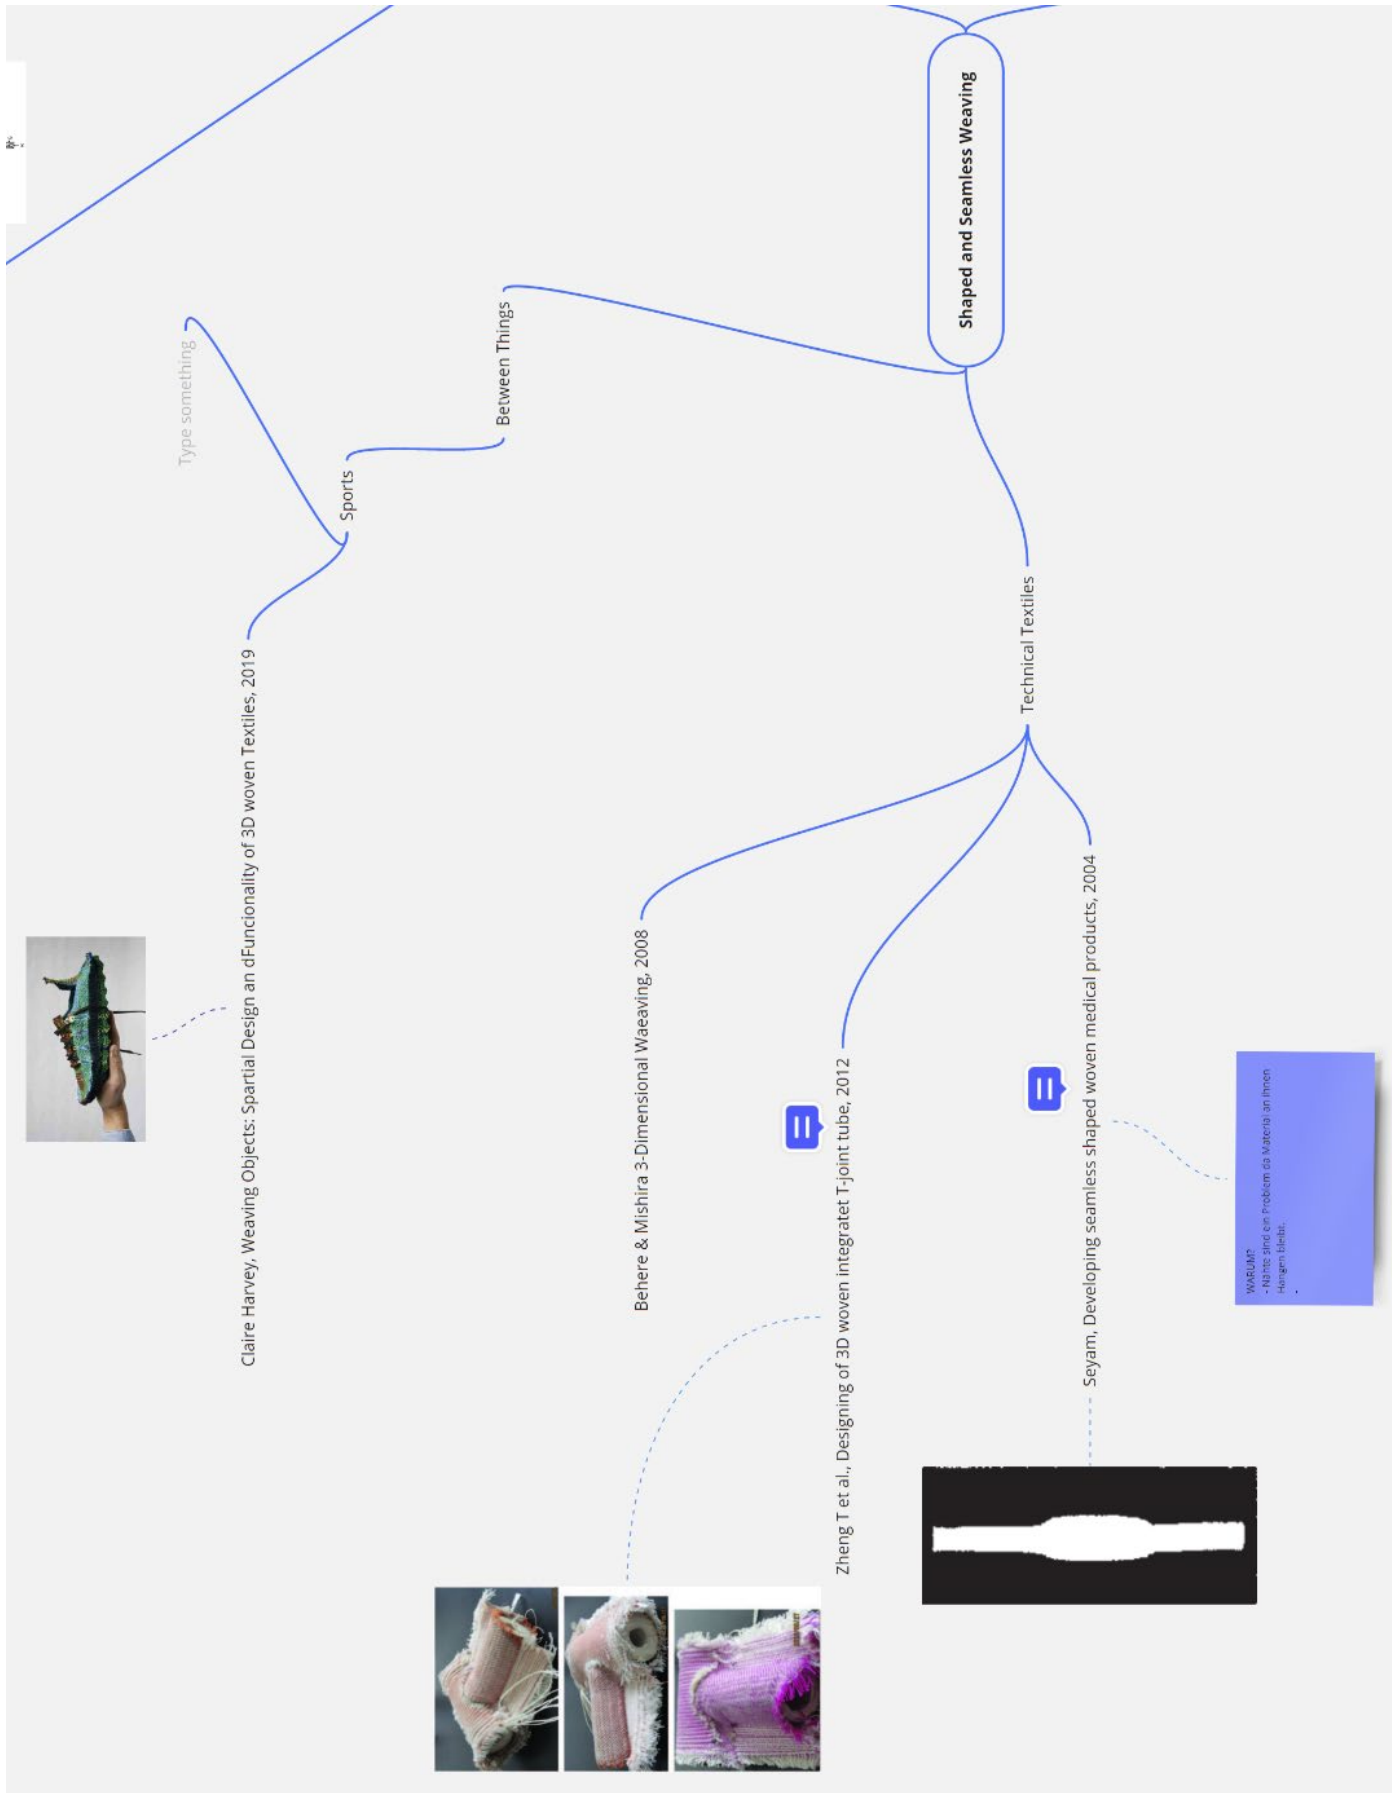 Shaped and Seamless Weaving
Between Things
Sports
Type something
Claire Harvey, Weaving Objects: Spartial Design an dFuncionality of 3D woven Textiles, 2019
Technical Textiles
Behere & Mishira 3-Dimensional Waeaving, 2008
Zheng T et al., Designing of 3D woven integratet T-joint tube, 2012
Seyam, Developing seamless shaped woven medical products, 2004
WARUM?
- Nähte sind ein Problem da Material an ihnen
Hängen bleibt.
-